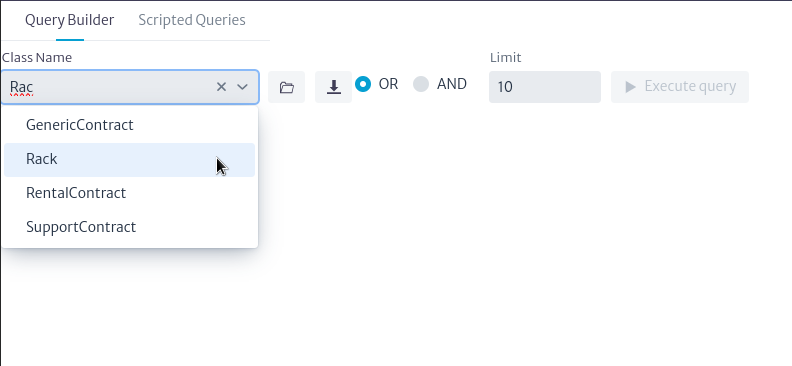 Query Builder Scripted Queries
Class Name Limit
Rac OR AND 10 Execute query
GenericContract
Rack
RentalContract
SupportContract